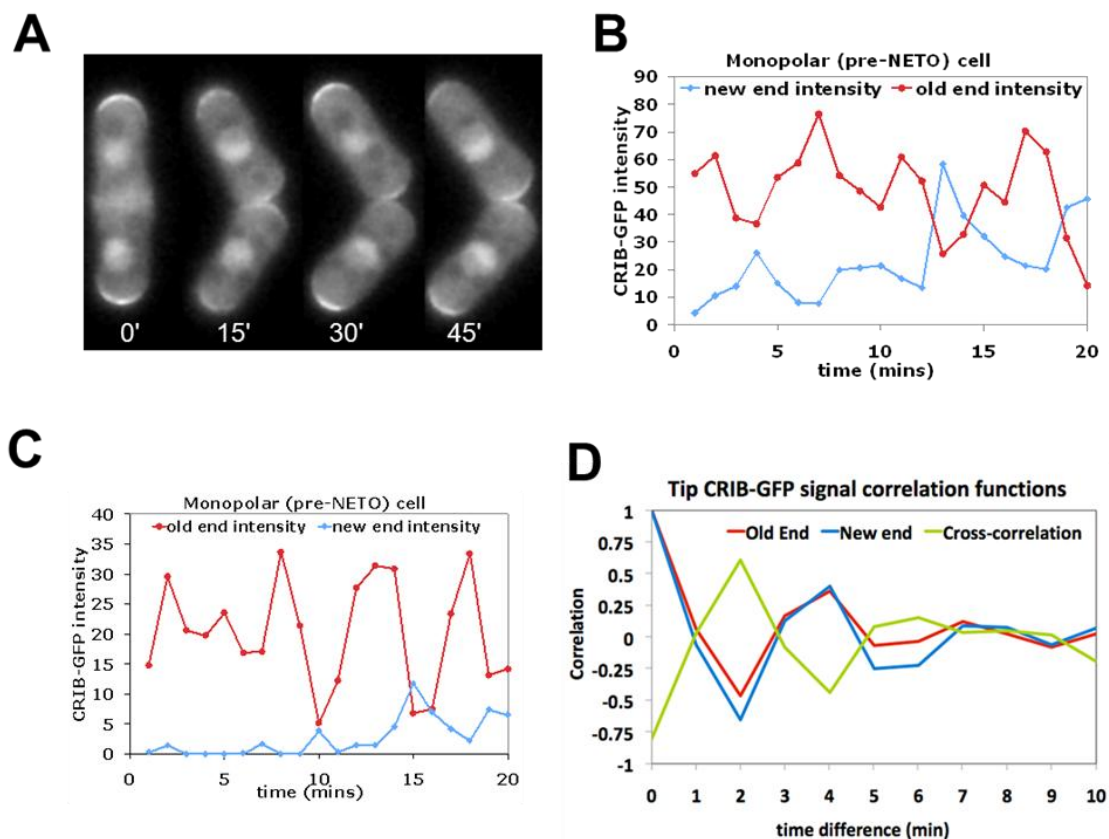 A
0' 15' 30' 45'
B
Monopolar (pre-NETO) cell
new end intensity old end intensity
CRIB-GFP intensity
90
80
70
60
50
40
30
20
10
0
0 5 10 15 20
time (mins)
C
Monopolar (pre-NETO) cell
old end intensity new end intensity
CRIB-GFP intensity
40
35
30
25
20
15
10
5
0
0 5 10 15 20
time (mins)
D
Tip CRIB-GFP signal correlation functions
Old End New end Cross-correlation
Correlation
1
0.75
0.5
0.25
0
-0.25
-0.5
-0.75
-1
0 1 2 3 4 5 6 7 8 9 10
time difference (min)